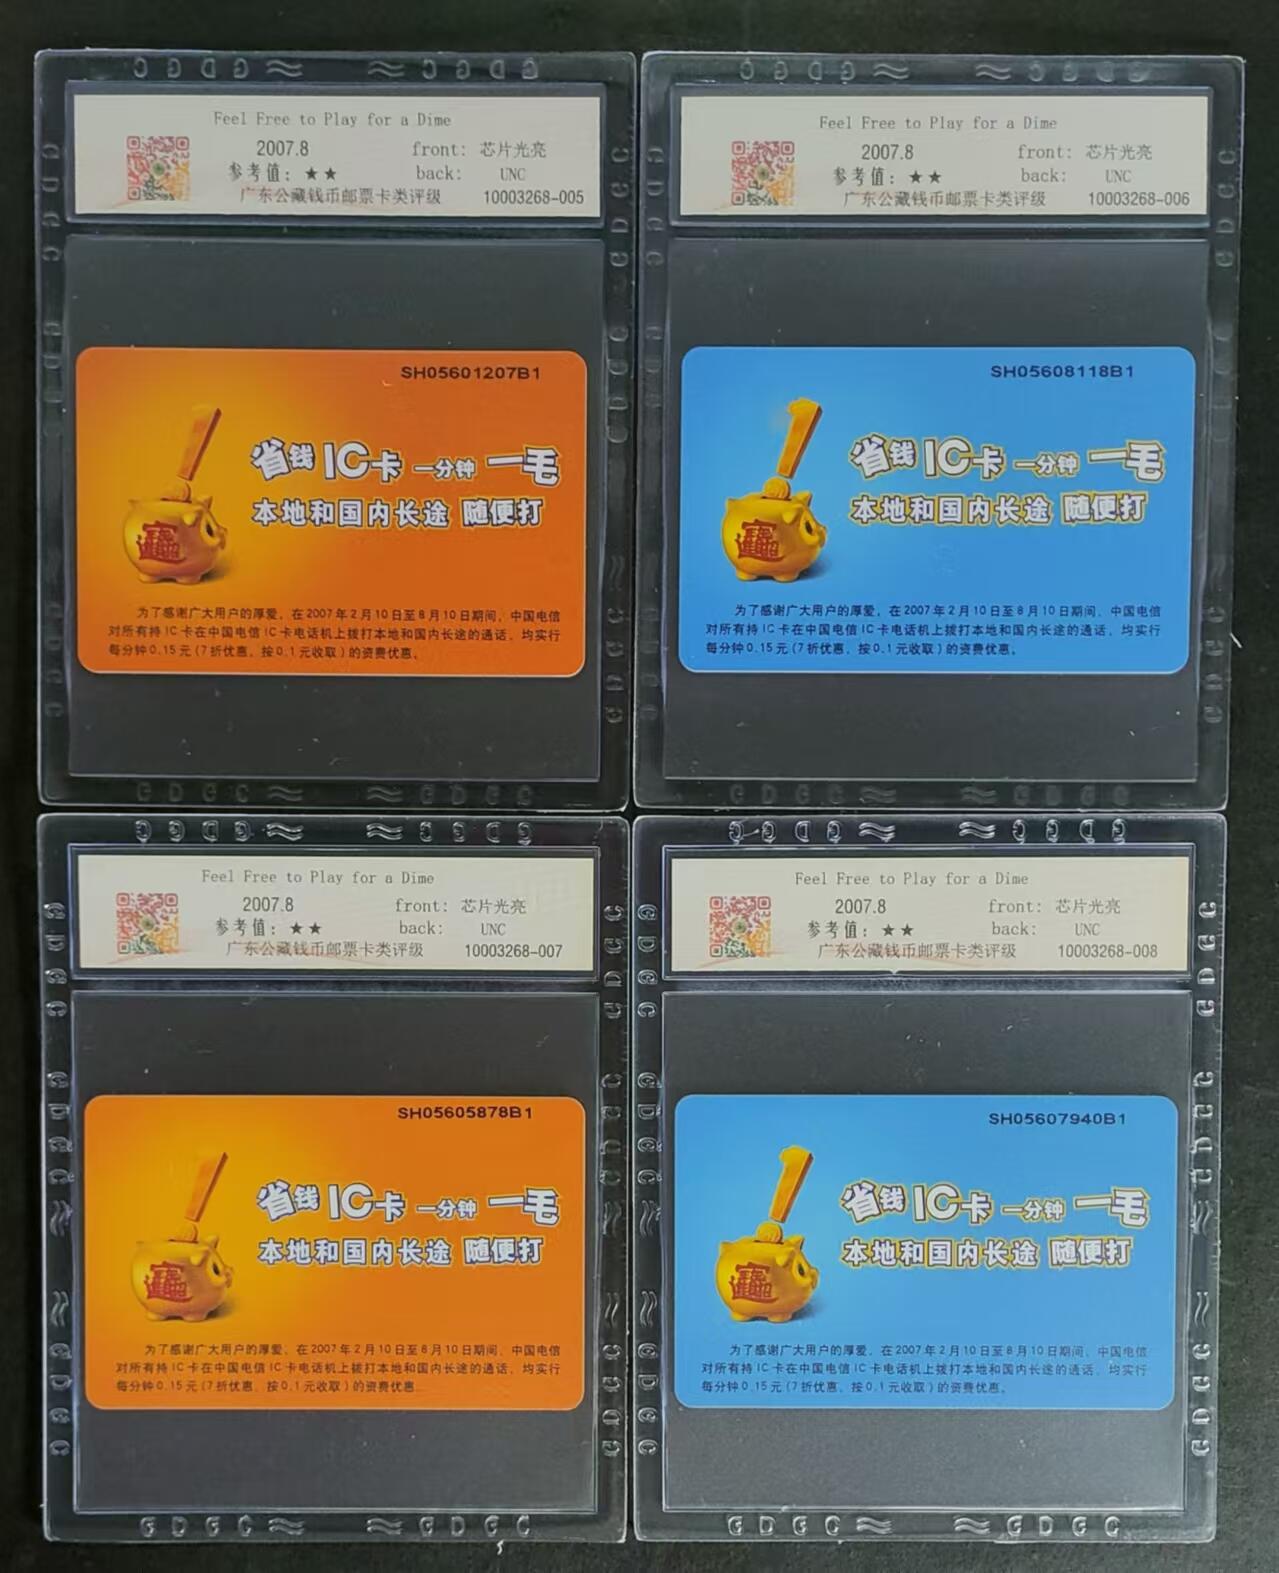 GDGC GDGC
Feel Free to Play for a Dime
2007.8 front: 芯片光亮
参考值: ★★ back: UNC
广东公藏钱币邮票卡类评级 10003268-005
SH05601207B1
省钱IC卡 一分钟 一毛
本地和国内长途 随便打
为了感谢广大用户的厚爱，在2007年2月10日至8月10日期间，中国电信
对所有持IC卡在中国电信IC卡电话机上拨打本地和国内长途的通话，均实行
每分钟0.15元(7折优惠，按0.1元收取)的资费优惠。
GDGC GDGC
GDGC GDGC
Feel Free to Play for a Dime
2007.8 front: 芯片光亮
参考值: ★★ back: UNC
广东公藏钱币邮票卡类评级 10003268-006
SH05608118B1
省钱IC卡 一分钟 一毛
本地和国内长途 随便打
为了感谢广大用户的厚爱，在2007年2月10日至8月10日期间，中国电信
对所有持IC卡在中国电信IC卡电话机上拨打本地和国内长途的通话，均实行
每分钟0.15元(7折优惠，按0.1元收取)的资费优惠。
GDGC GDGC
GDGC GDGC
Feel Free to Play for a Dime
2007.8 front: 芯片光亮
参考值: ★★ back: UNC
广东公藏钱币邮票卡类评级 10003268-007
SH05605878B1
省钱IC卡 一分钟 一毛
本地和国内长途 随便打
为了感谢广大用户的厚爱，在2007年2月10日至8月10日期间，中国电信
对所有持IC卡在中国电信IC卡电话机上拨打本地和国内长途的通话，均实行
每分钟0.15元(7折优惠，按0.1元收取)的资费优惠
GDGC GDGC
GDGC GDGC
Feel Free to Play for a Dime
2007.8 front: 芯片光亮
参考值: ★★ back: UNC
广东公藏钱币邮票卡类评级 10003268-008
SH05607940B1
省钱IC卡 一分钟 一毛
本地和国内长途 随便打
为了感谢广大用户的厚爱，在2007年2月10日至8月10日期间，中国电信
对所有持IC卡在中国电信IC卡电话机上拨打本地和国内长途的通话，均实行
每分钟0.15元(7折优惠，按0.1元收取)的资费优惠。
GDGC GDGC